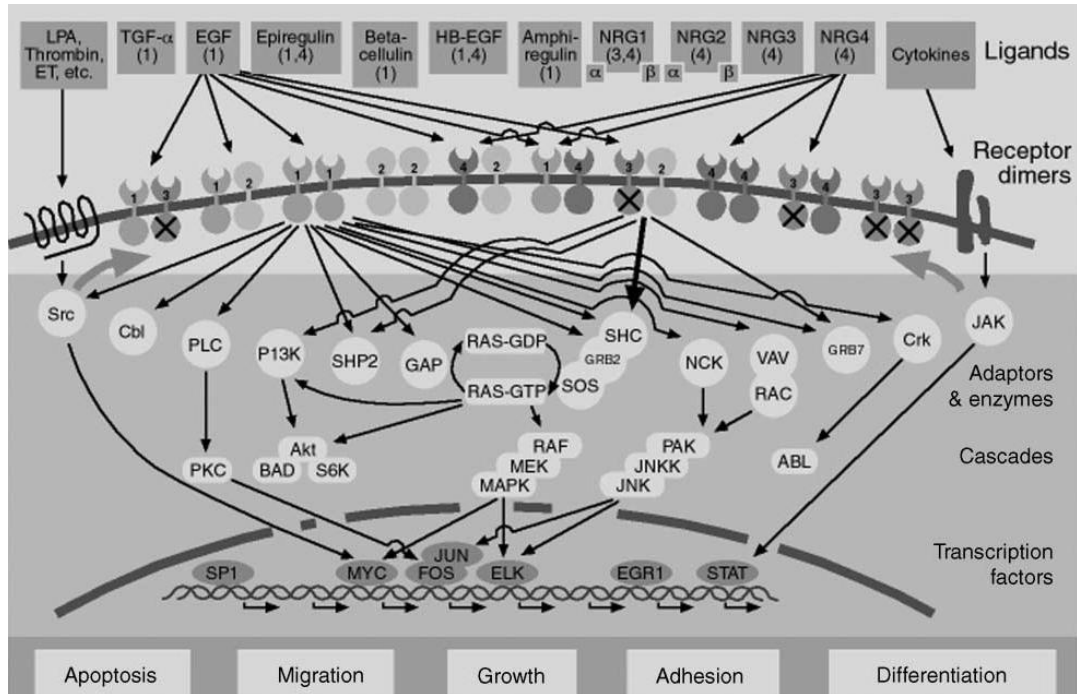 LPA,
Thrombin,
ET, etc.
TGF-α
(1)
EGF
(1)
Epiregulin
(1,4)
Beta-
cellulin
(1)
HB-EGF
(1,4)
Amphi-
regulin
(1)
NRG1
(3,4)
α
β
NRG2
(4)
α
β
NRG3
(4)
NRG4
(4)
Cytokines
Ligands
Receptor
dimers
1 3
1 2
1 1
2 2
4 2
1 4
3 2
4 4
3 4
3 3
Src
Cbl
PLC
P13K
SHP2
GAP
RAS-GDP
RAS-GTP
SHC
GRB2
SOS
NCK
VAV
RAC
GRB7
Crk
JAK
Adaptors
& enzymes
PKC
Akt
BAD
S6K
RAF
MEK
MAPK
PAK
JNKK
JNK
ABL
Cascades
SP1
MYC
JUN
FOS
ELK
EGR1
STAT
Transcription
factors
Apoptosis
Migration
Growth
Adhesion
Differentiation